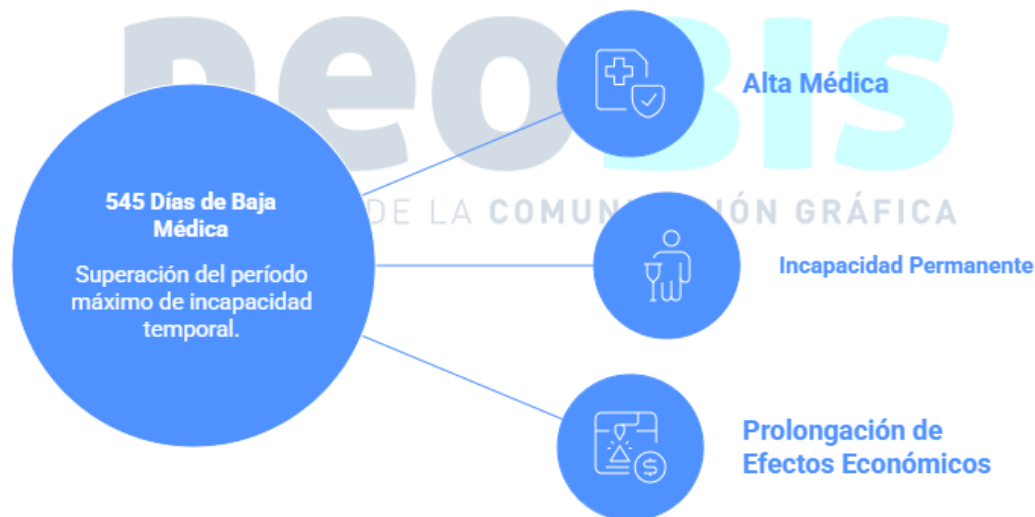 neobis
DE LA COMUNICACIÓN GRÁFICA
545 Días de Baja
Médica
Superación del período
máximo de incapacidad
temporal.
Alta Médica
Incapacidad Permanente
Prolongación de
Efectos Económicos
$